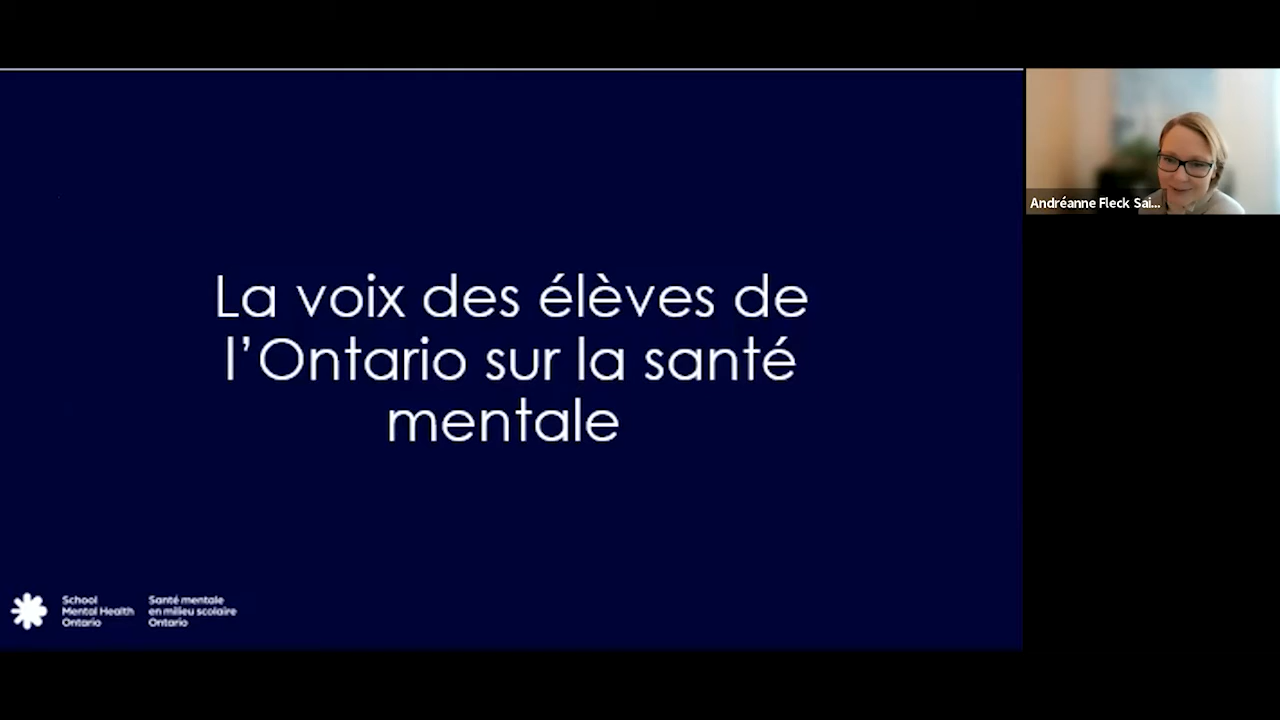 La voix des élèves de
l’Ontario sur la santé
mentale
Andréanne Fleck Sai...
School
Mental Health
Ontario
Santé mentale
en milieu scolaire
Ontario